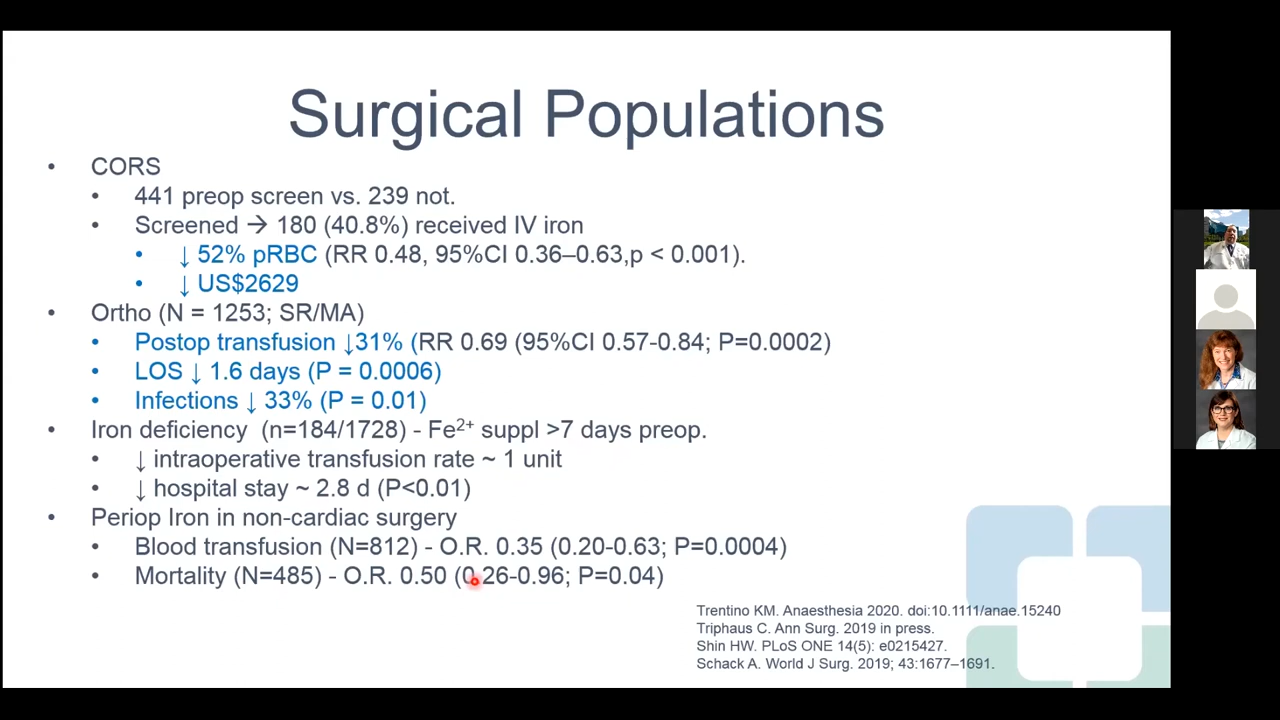 Surgical Populations
• CORS
• 441 preop screen vs. 239 not.
• Screened → 180 (40.8%) received IV iron
• ↓ 52% pRBC (RR 0.48, 95%CI 0.36–0.63,p < 0.001).
• ↓ US$2629
• Ortho (N = 1253; SR/MA)
• Postop transfusion ↓31% (RR 0.69 (95%CI 0.57-0.84; P=0.0002)
• LOS ↓ 1.6 days (P = 0.0006)
• Infections ↓ 33% (P = 0.01)
• Iron deficiency (n=184/1728) - Fe²⁺ suppl >7 days preop.
• ↓ intraoperative transfusion rate ~ 1 unit
• ↓ hospital stay ~ 2.8 d (P<0.01)
• Periop Iron in non-cardiac surgery
• Blood transfusion (N=812) - O.R. 0.35 (0.20-0.63; P=0.0004)
• Mortality (N=485) - O.R. 0.50 (0.26-0.96; P=0.04)
Trentino KM. Anaesthesia 2020. doi:10.1111/anae.15240
Triphaus C. Ann Surg. 2019 in press.
Shin HW. PLoS ONE 14(5): e0215427.
Schack A. World J Surg. 2019; 43:1677–1691.